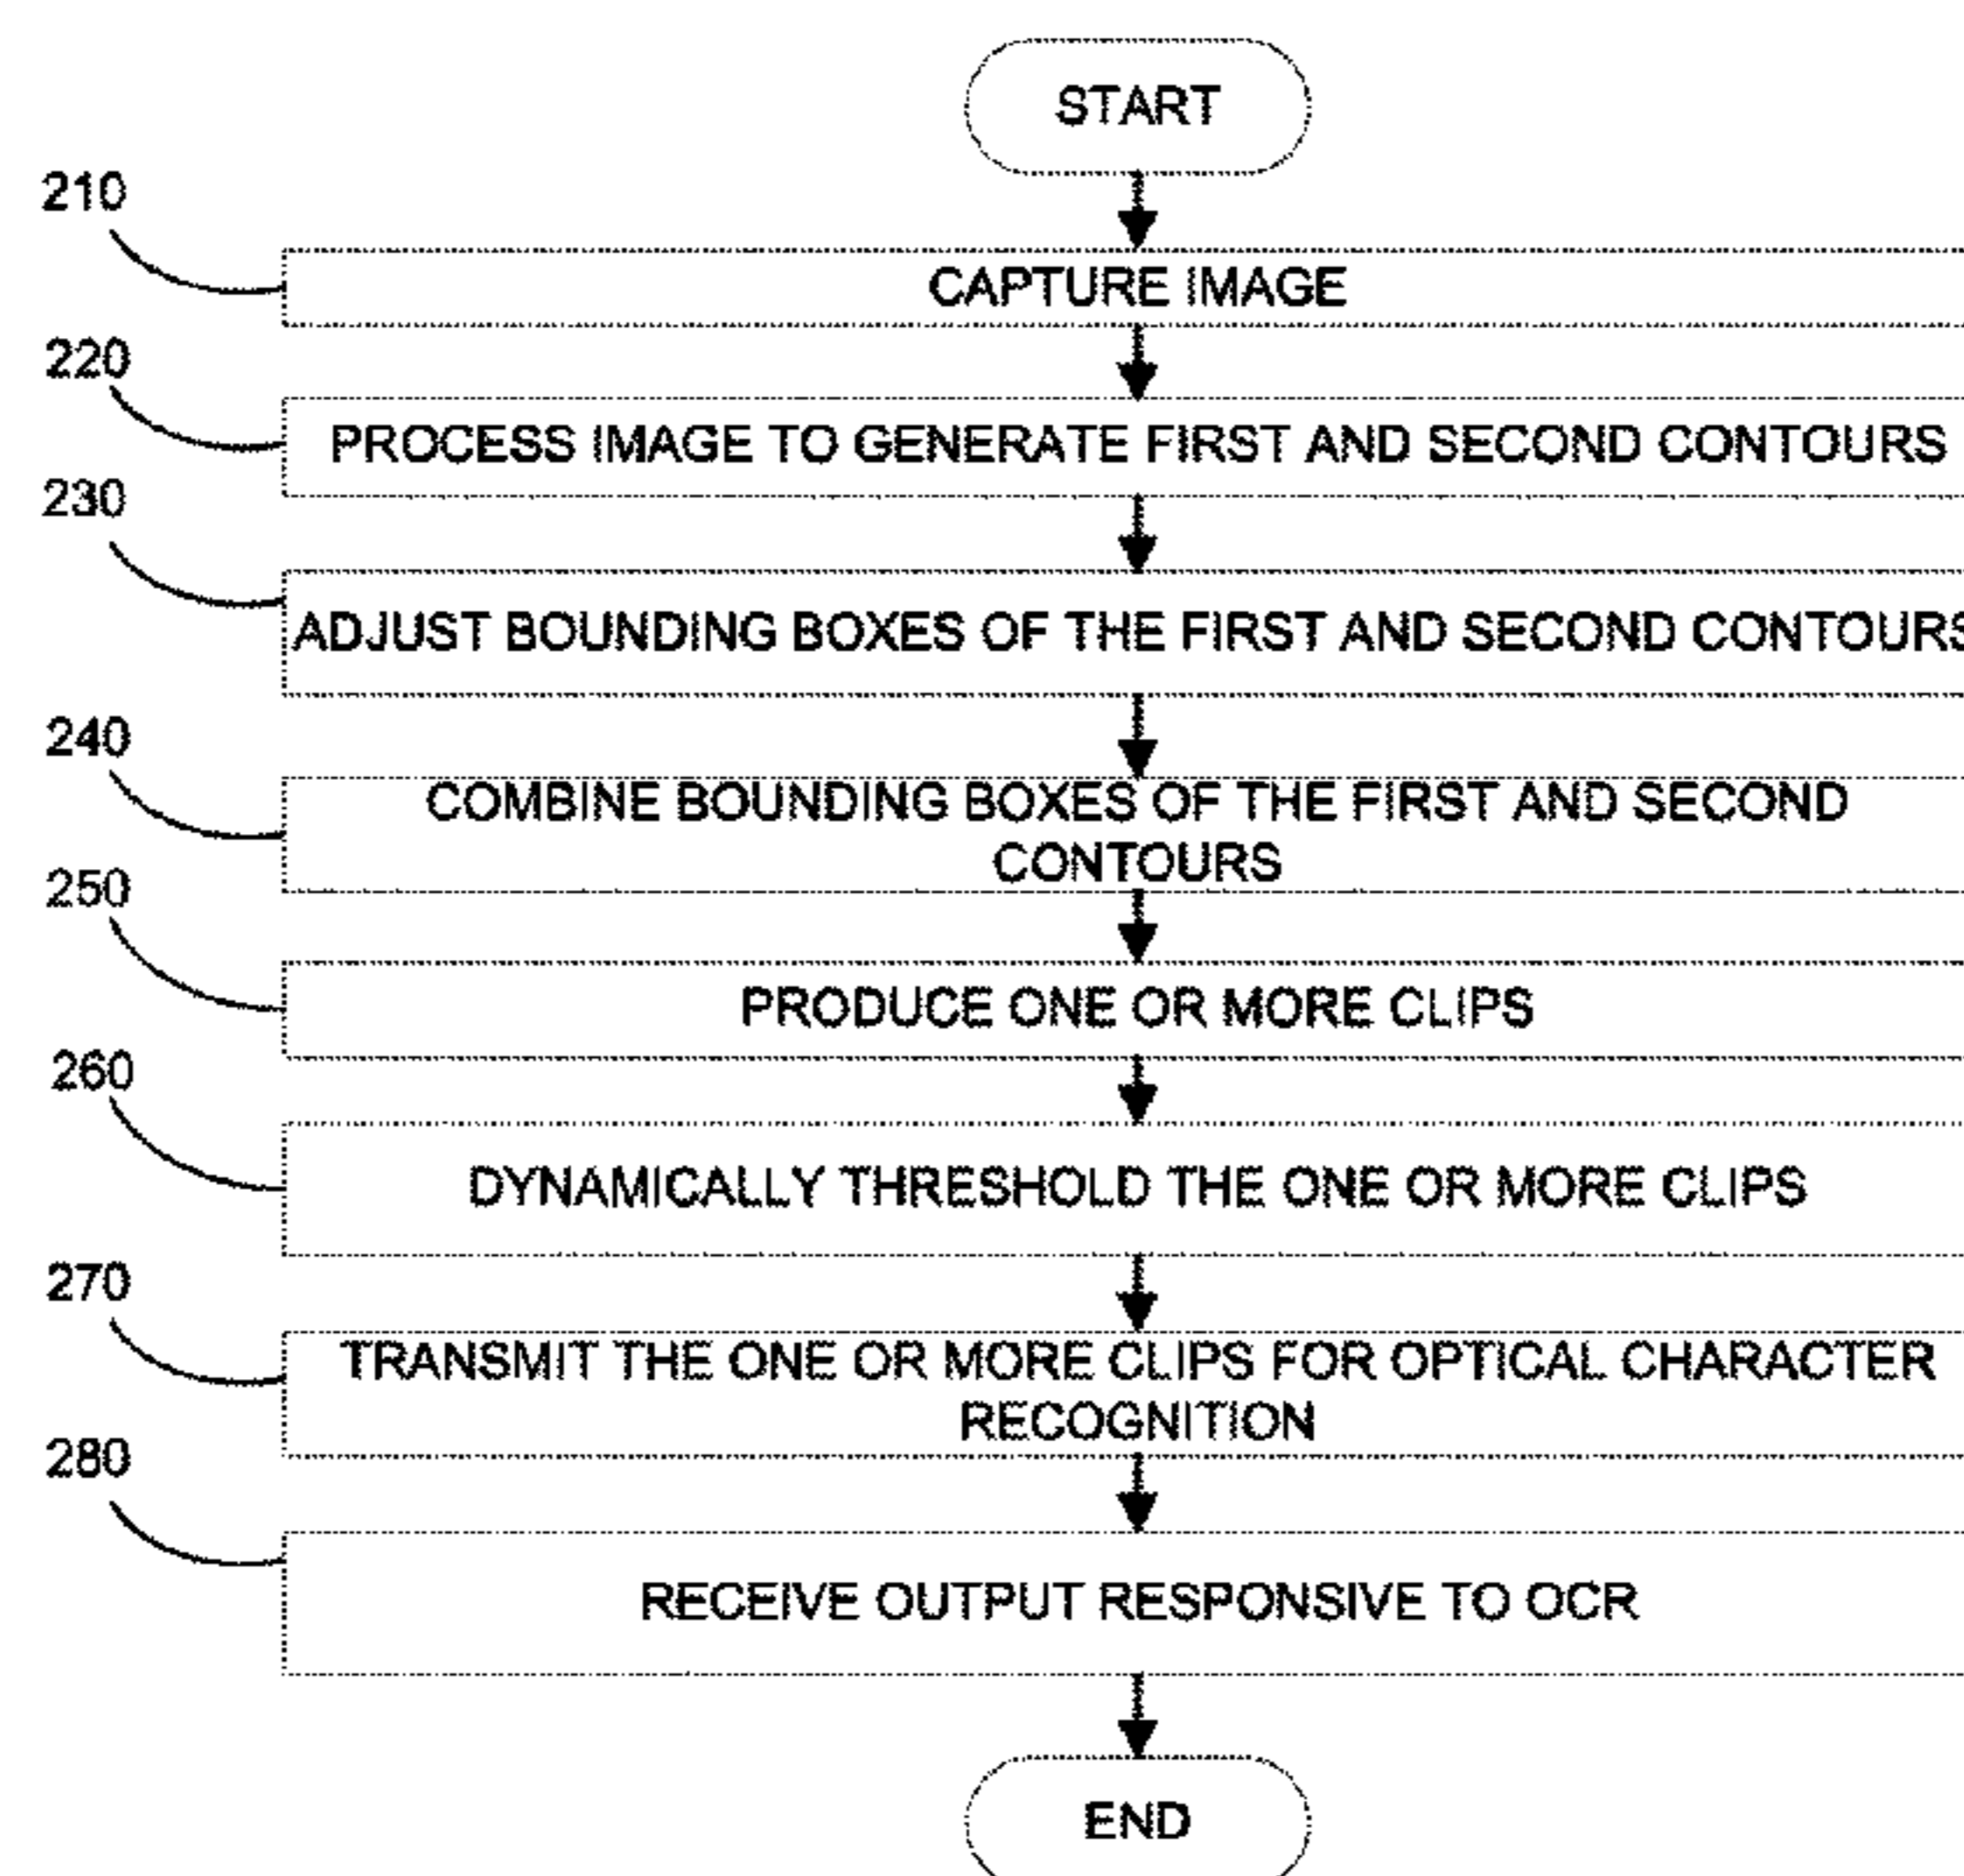 START
210
CAPTURE IMAGE
220
PROCESS IMAGE TO GENERATE FIRST AND SECOND CONTOURS
230
ADJUST BOUNDING BOXES OF THE FIRST AND SECOND CONTOURS
240
COMBINE BOUNDING BOXES OF THE FIRST AND SECOND
CONTOURS
250
PRODUCE ONE OR MORE CLIPS
260
DYNAMICALLY THRESHOLD THE ONE OR MORE CLIPS
270
TRANSMIT THE ONE OR MORE CLIPS FOR OPTICAL CHARACTER
RECOGNITION
280
RECEIVE OUTPUT RESPONSIVE TO OCR
END